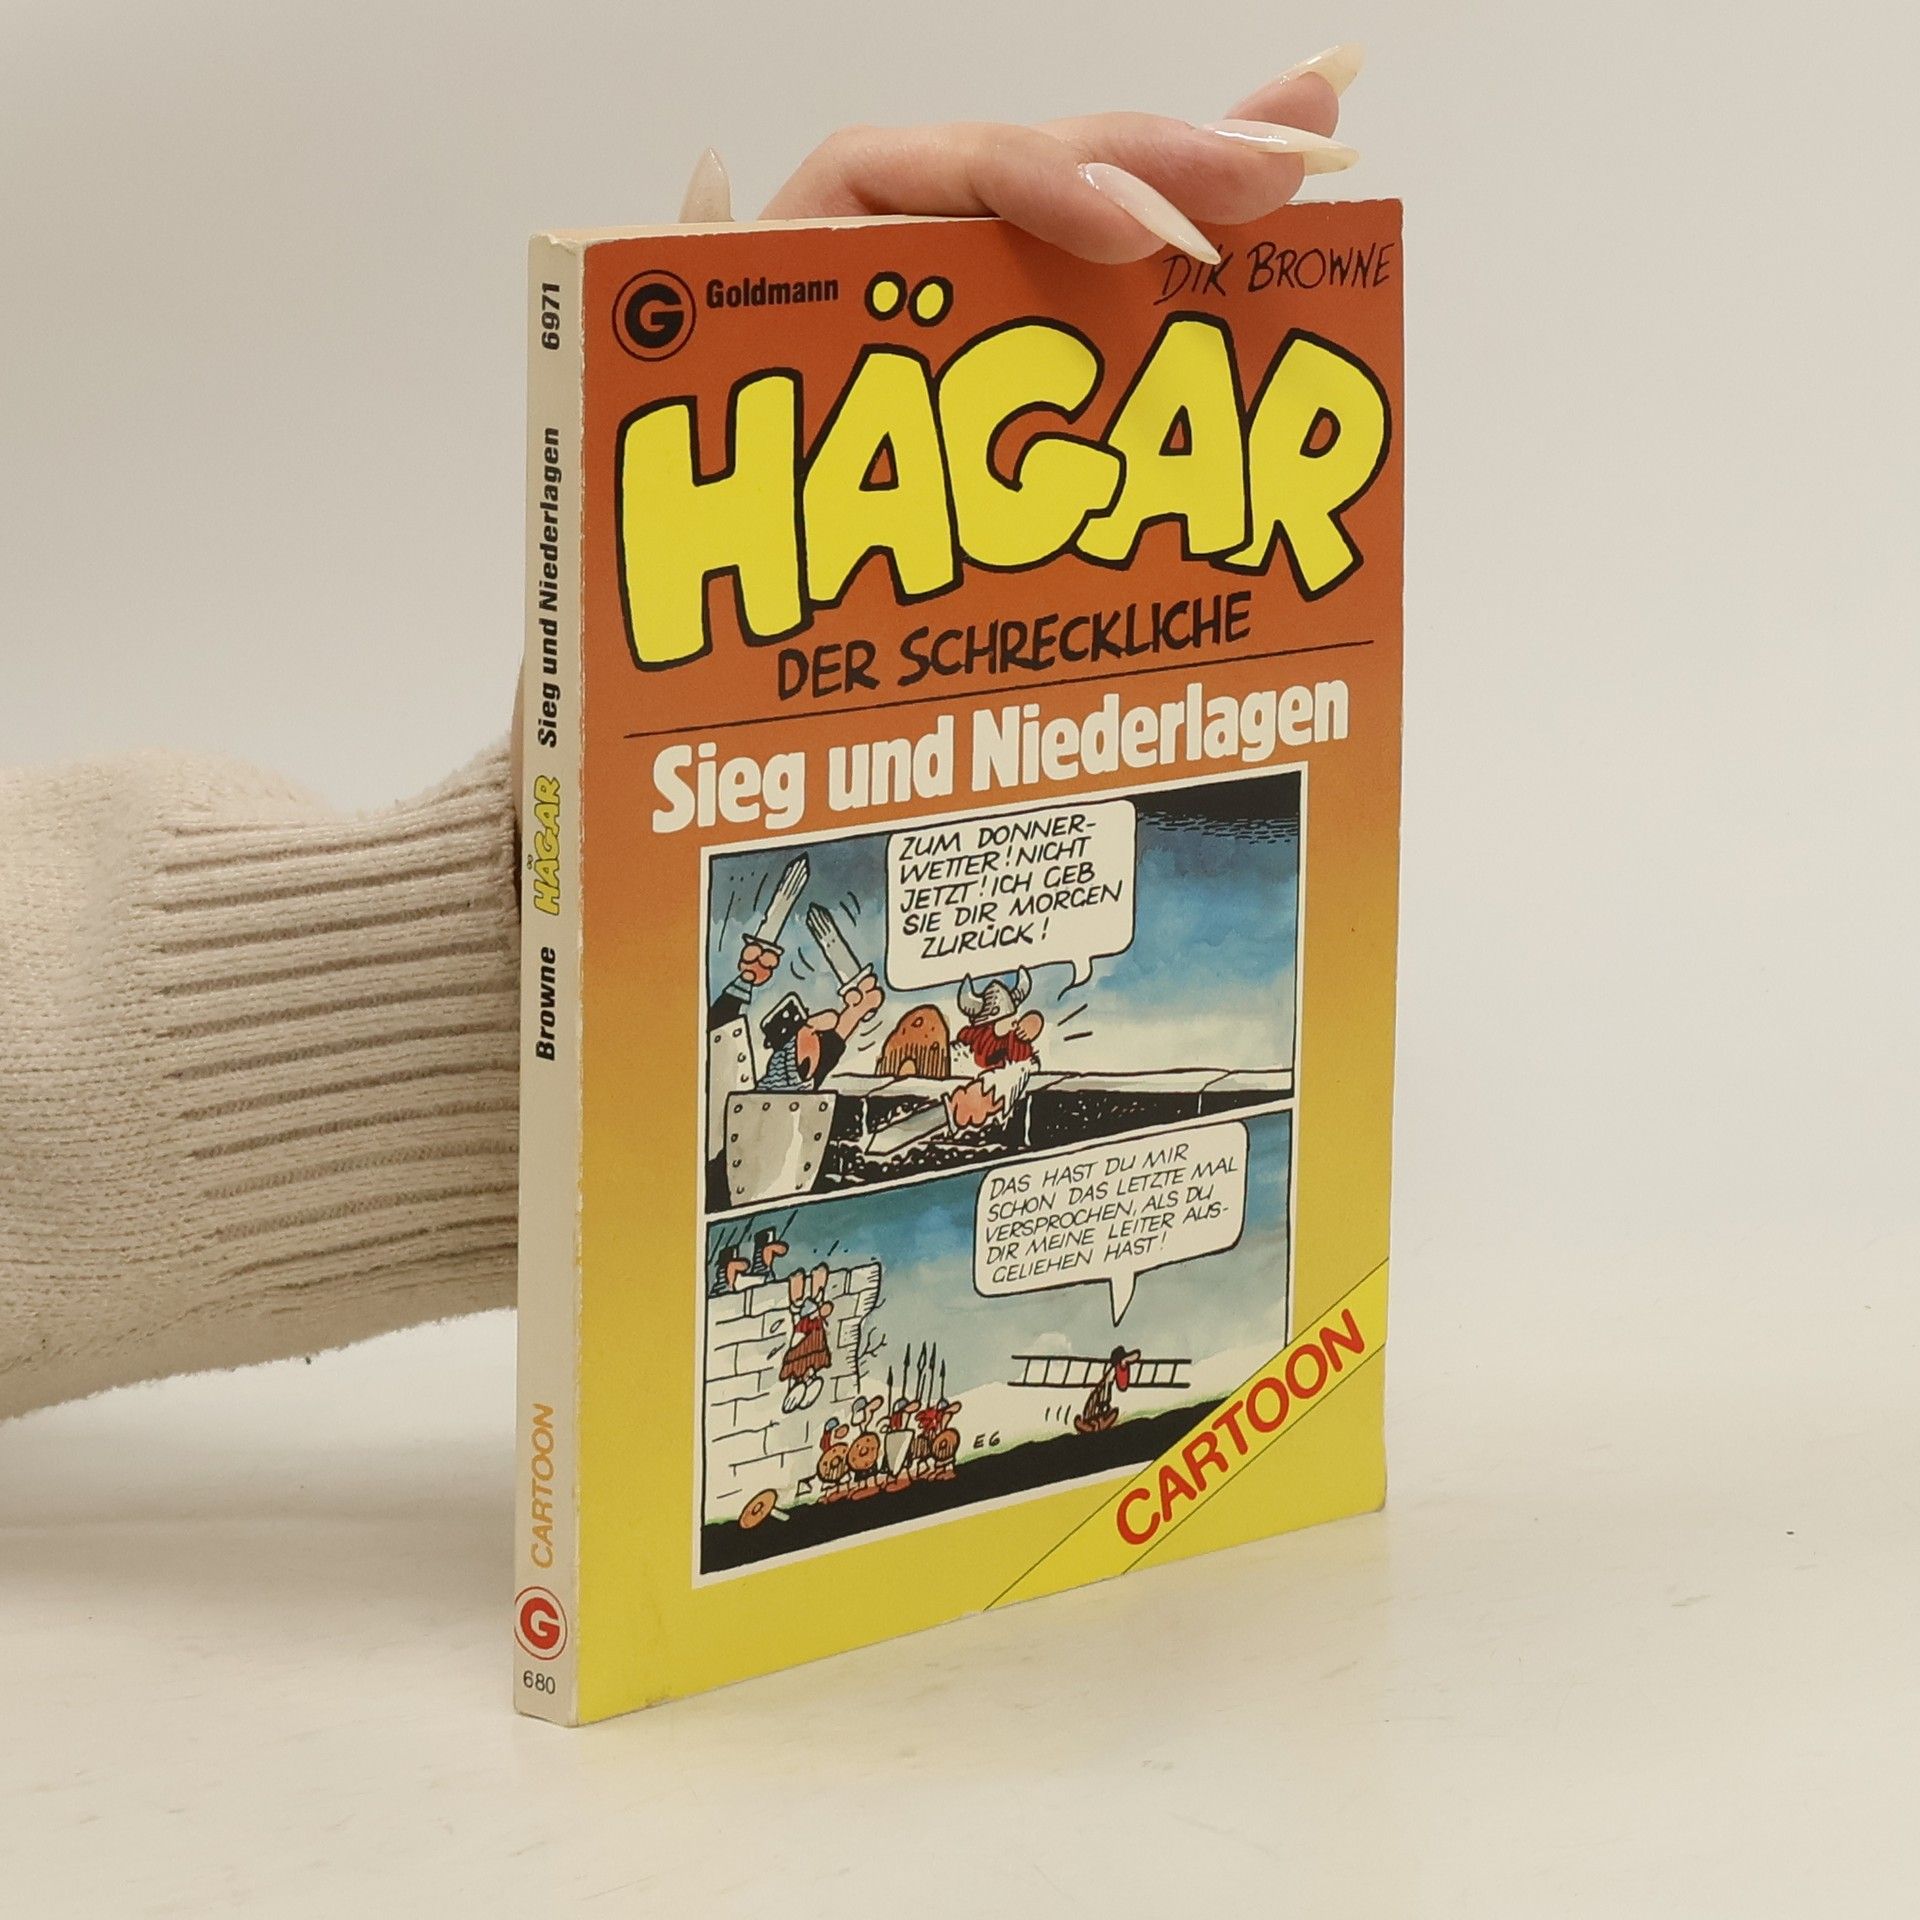 Goldmann
DIK BROWNE
HÄGAR
DER SCHRECKLICHE
Sieg und Niederlagen
ZUM DONNER-
WETTER! NICHT
JETZT! ICH GEB
SIE DIR MORGEN
ZURÜCK!
DAS HAST DU MIR
SCHON DAS LETZTE MAL
VERSPROCHEN, ALS DU
DIR MEINE LEITER AUS-
GELIEHEN HAST!
EG
CARTOON
Browne HÄGAR Sieg und Niederlagen 6971
CARTOON
G
680